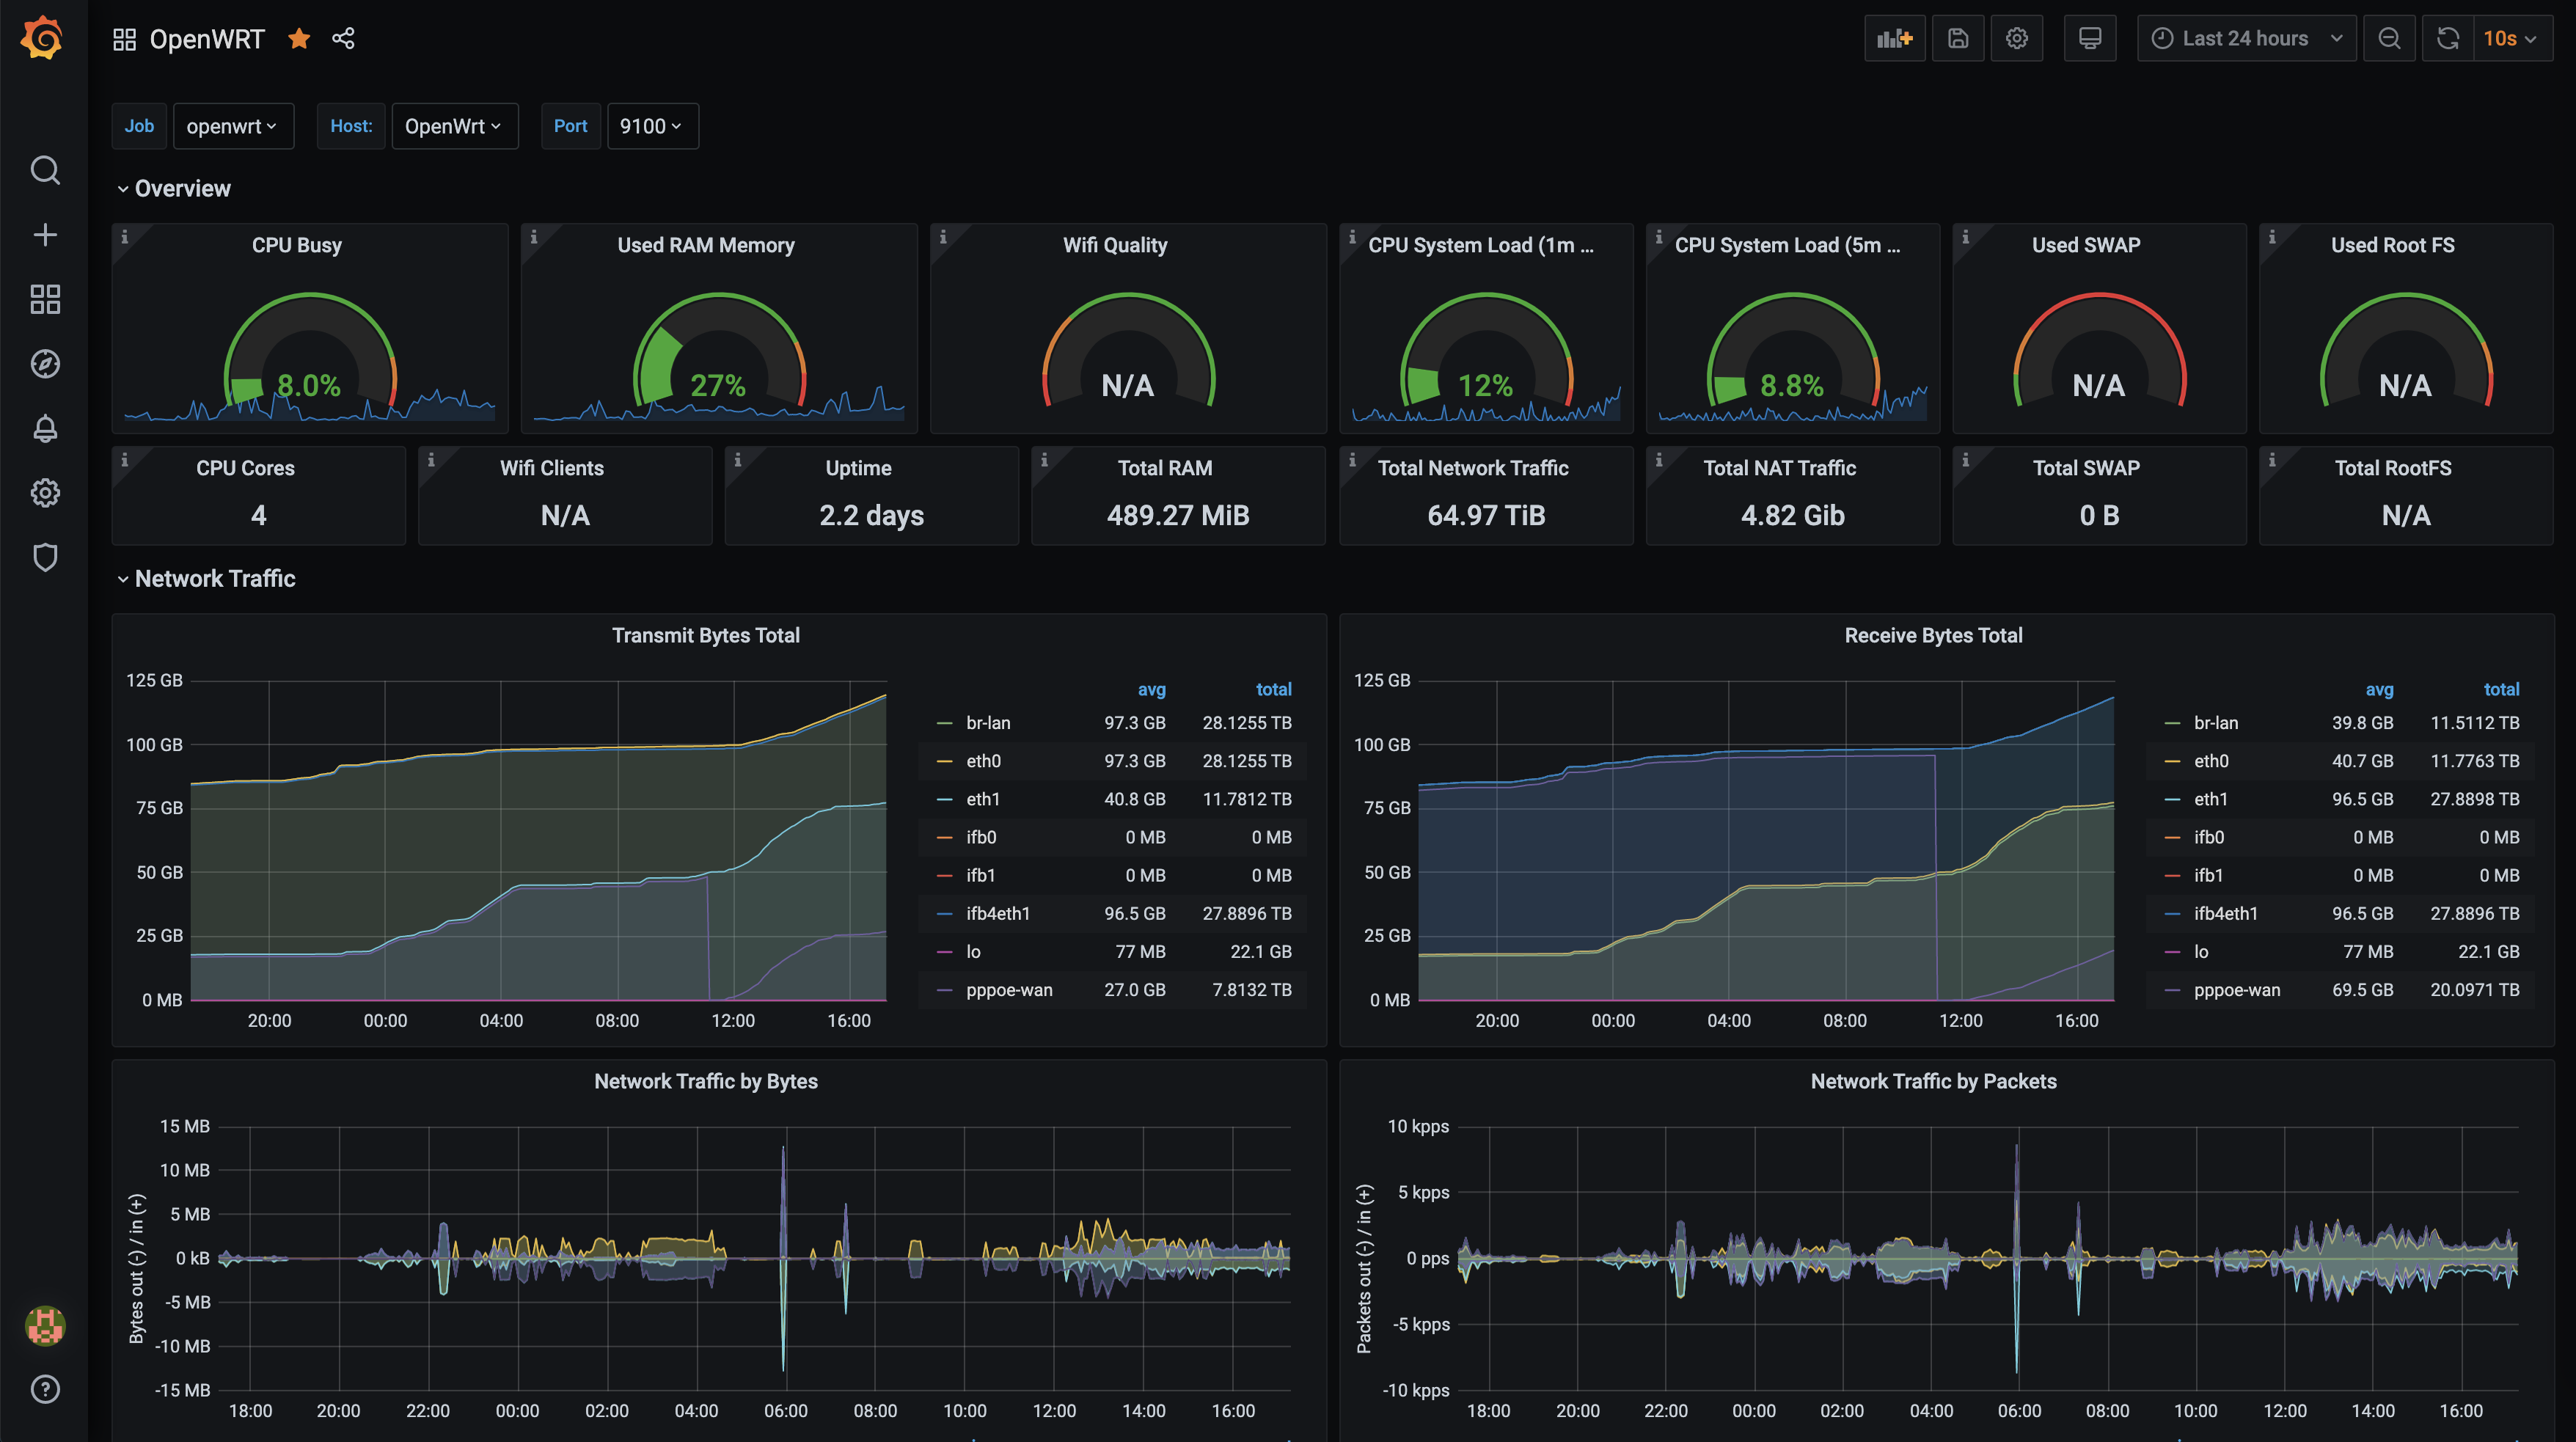 OpenWRT
Last 24 hours
10s
Job openwrt Host: OpenWrt Port 9100
Overview
CPU Busy
8.0%
Used RAM Memory
27%
Wifi Quality
N/A
CPU System Load (1m ...
12%
CPU System Load (5m ...
8.8%
Used SWAP
N/A
Used Root FS
N/A
CPU Cores
4
Wifi Clients
N/A
Uptime
2.2 days
Total RAM
489.27 MiB
Total Network Traffic
64.97 TiB
Total NAT Traffic
4.82 Gib
Total SWAP
0 B
Total RootFS
N/A
Network Traffic
Transmit Bytes Total
125 GB
100 GB
75 GB
50 GB
25 GB
0 MB
20:00 00:00 04:00 08:00 12:00 16:00
avg total
br-lan 97.3 GB 28.1255 TB
eth0 97.3 GB 28.1255 TB
eth1 40.8 GB 11.7812 TB
ifb0 0 MB 0 MB
ifb1 0 MB 0 MB
ifb4eth1 96.5 GB 27.8896 TB
lo 77 MB 22.1 GB
pppoe-wan 27.0 GB 7.8132 TB
Receive Bytes Total
125 GB
100 GB
75 GB
50 GB
25 GB
0 MB
20:00 00:00 04:00 08:00 12:00 16:00
avg total
br-lan 39.8 GB 11.5112 TB
eth0 40.7 GB 11.7763 TB
eth1 96.5 GB 27.8898 TB
ifb0 0 MB 0 MB
ifb1 0 MB 0 MB
ifb4eth1 96.5 GB 27.8896 TB
lo 77 MB 22.1 GB
pppoe-wan 69.5 GB 20.0971 TB
Network Traffic by Bytes
Bytes out (-) / in (+)
15 MB
10 MB
5 MB
0 kB
-5 MB
-10 MB
-15 MB
18:00 20:00 22:00 00:00 02:00 04:00 06:00 08:00 10:00 12:00 14:00 16:00
Network Traffic by Packets
Packets out (-) / in (+)
10 kpps
5 kpps
0 pps
-5 kpps
-10 kpps
18:00 20:00 22:00 00:00 02:00 04:00 06:00 08:00 10:00 12:00 14:00 16:00